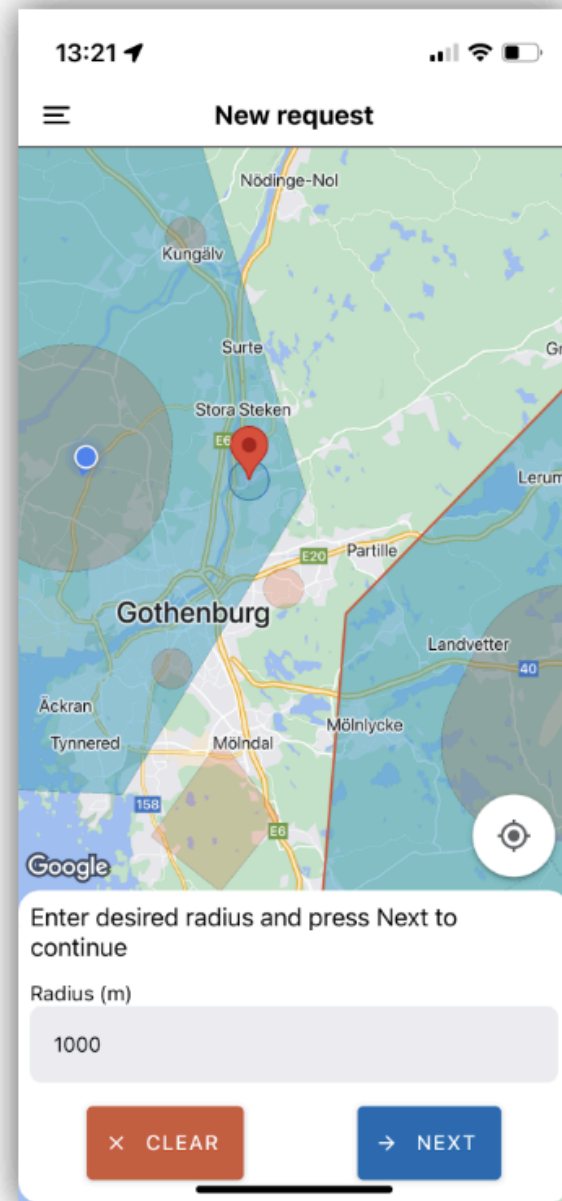 13:21
New request
Nödinge-Nol
Kungälv
Surte
Gr
Stora Steken
E6
Lerum
E20
Partille
Gothenburg
Landvetter
40
Äckran
Mölnlycke
Tynnered
Mölndal
158
E6
Google
Enter desired radius and press Next to
continue
Radius (m)
1000
× CLEAR
→ NEXT